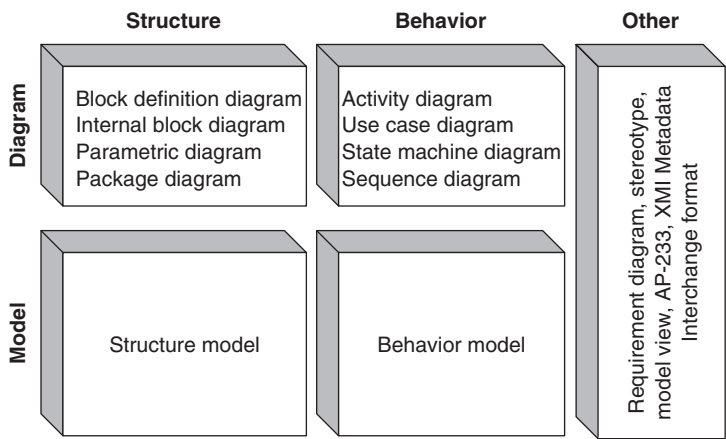 Structure
Behavior
Other
Diagram
Block definition diagram
Internal block diagram
Parametric diagram
Package diagram
Activity diagram
Use case diagram
State machine diagram
Sequence diagram
Requirement diagram, stereotype,
model view, AP-233, XMI Metadata
Interchange format
Model
Structure model
Behavior model